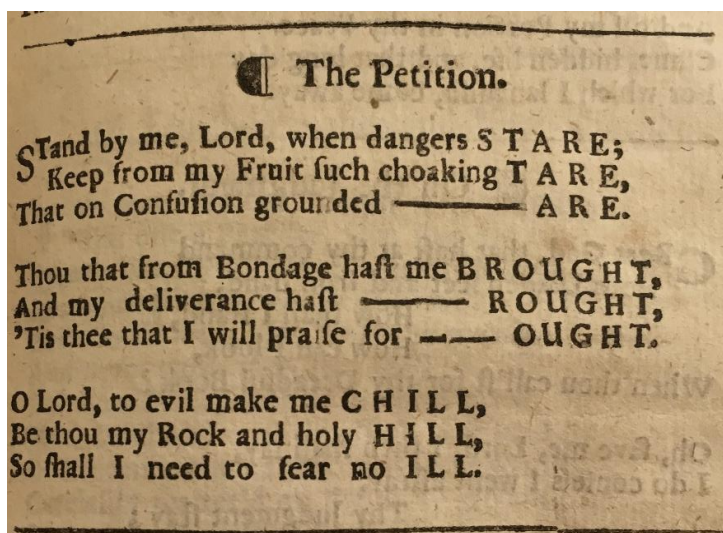 ¶ The Petition.
STand by me, Lord, when dangers STARE;
Keep from my Fruit ſuch choaking TARE,
That on Confuſion grounded —— ARE.
Thou that from Bondage haſt me BROUGHT,
And my deliverance haſt —— ROUGHT,
'Tis thee that I will praiſe for —— OUGHT.
O Lord, to evil make me CHILL,
Be thou my Rock and holy HILL,
So ſhall I need to fear no ILL.